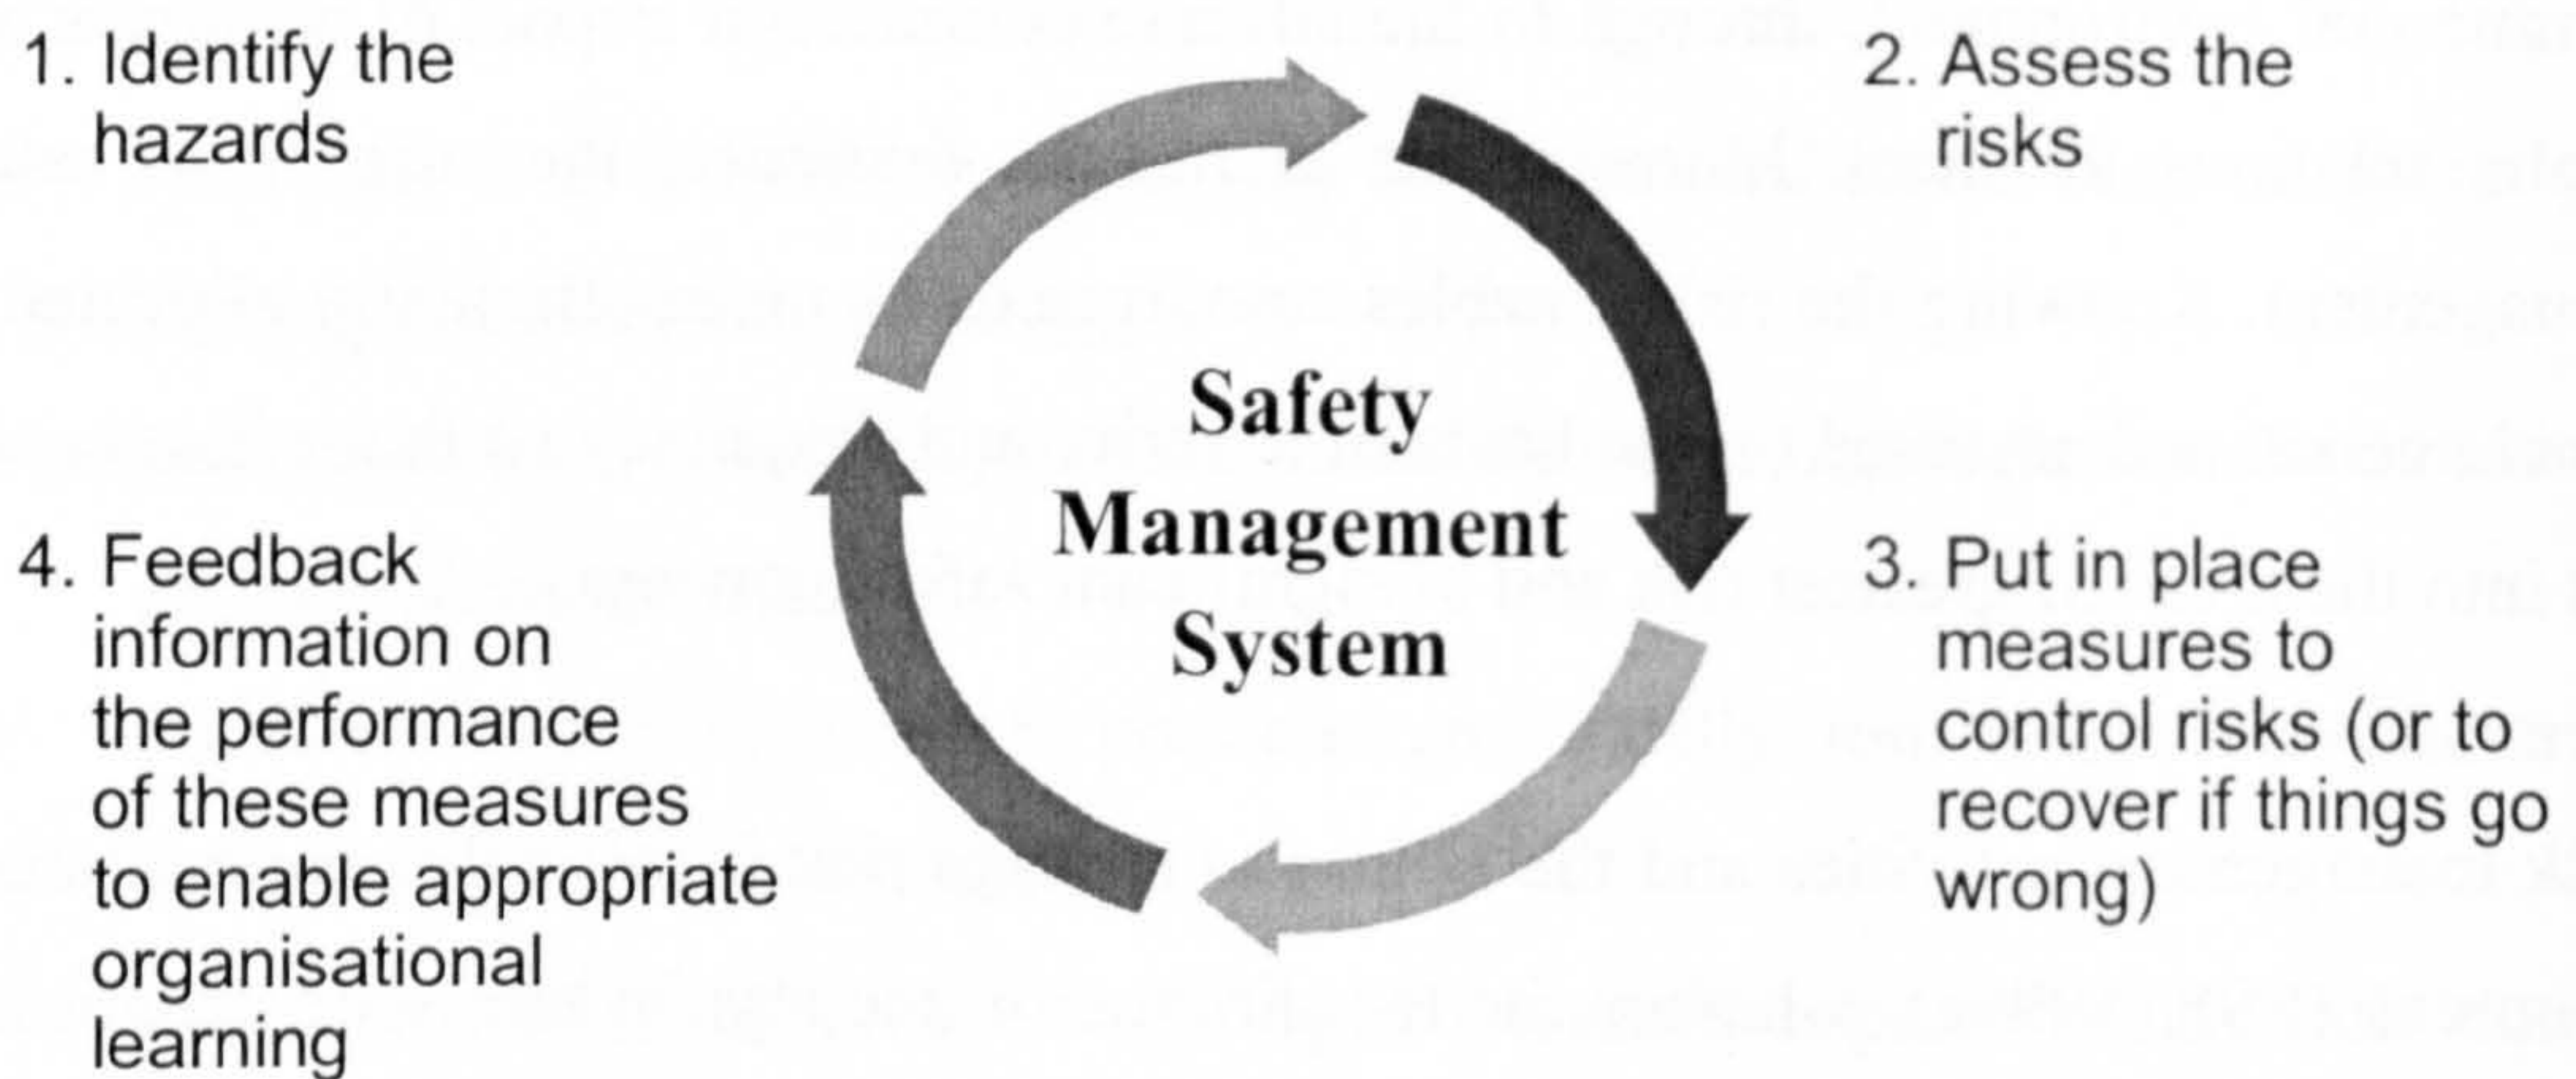 1. Identify the
hazards
2. Assess the
risks
Safety
Management
System
3. Put in place
measures to
control risks (or to
recover if things go
wrong)
4. Feedback
information on
the performance
of these measures
to enable appropriate
organisational
learning